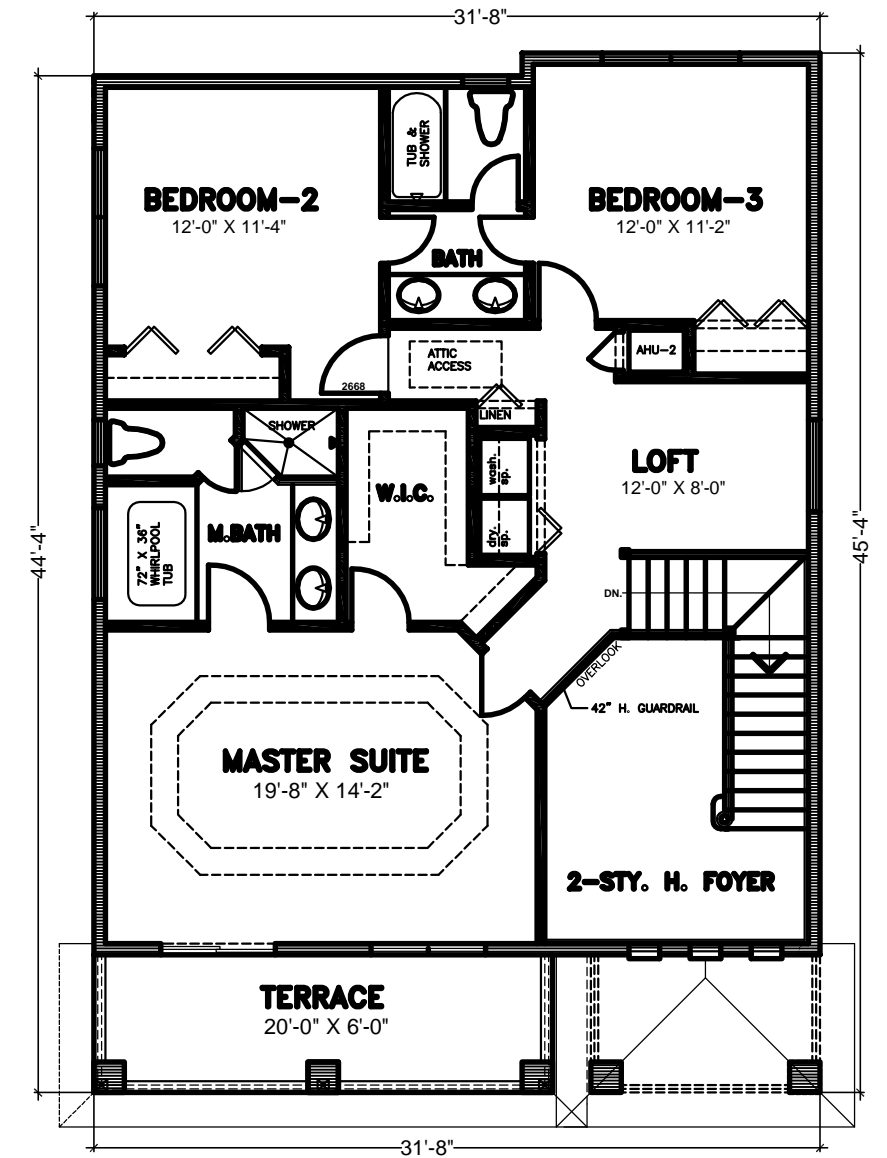 31'-8"
TUB &
SHOWER
BEDROOM-2
12'-0" X 11'-4"
BEDROOM-3
12'-0" X 11'-2"
BATH
ATTIC
ACCESS
AHU-2
2668
LINEN
SHOWER
wash.
sp.
W.I.C.
LOFT
12'-0" X 8'-0"
M.BATH
72" X 36"
WHIRLPOOL
TUB
dry.
sp.
44'-4"
45'-4"
DN.
OVERLOOK
42" H. GUARDRAIL
MASTER SUITE
19'-8" X 14'-2"
2-STY. H. FOYER
TERRACE
20'-0" X 6'-0"
31'-8"